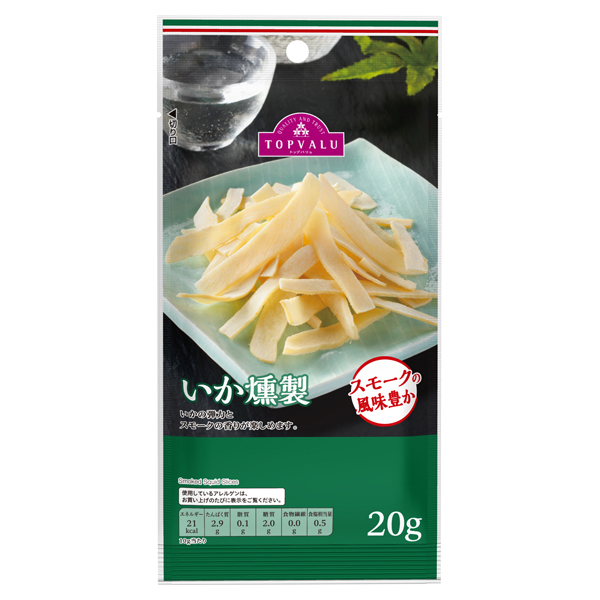 ◀切り口
QUALITY AND TRUST
TOPVALU
トップバリュ
いか燻製
いかの弾力と
スモークの香りが楽しめます。
スモークの
風味豊か
Smoked Squid Slices
使用しているアレルゲンは、
お買い上げのたびに表示をご覧ください。
エネルギー たんぱく質 脂質 糖質 食物繊維 食塩相当量
21 kcal 2.9 g 0.1 g 2.0 g 0.0 g 0.5 g
10g当たり
20g